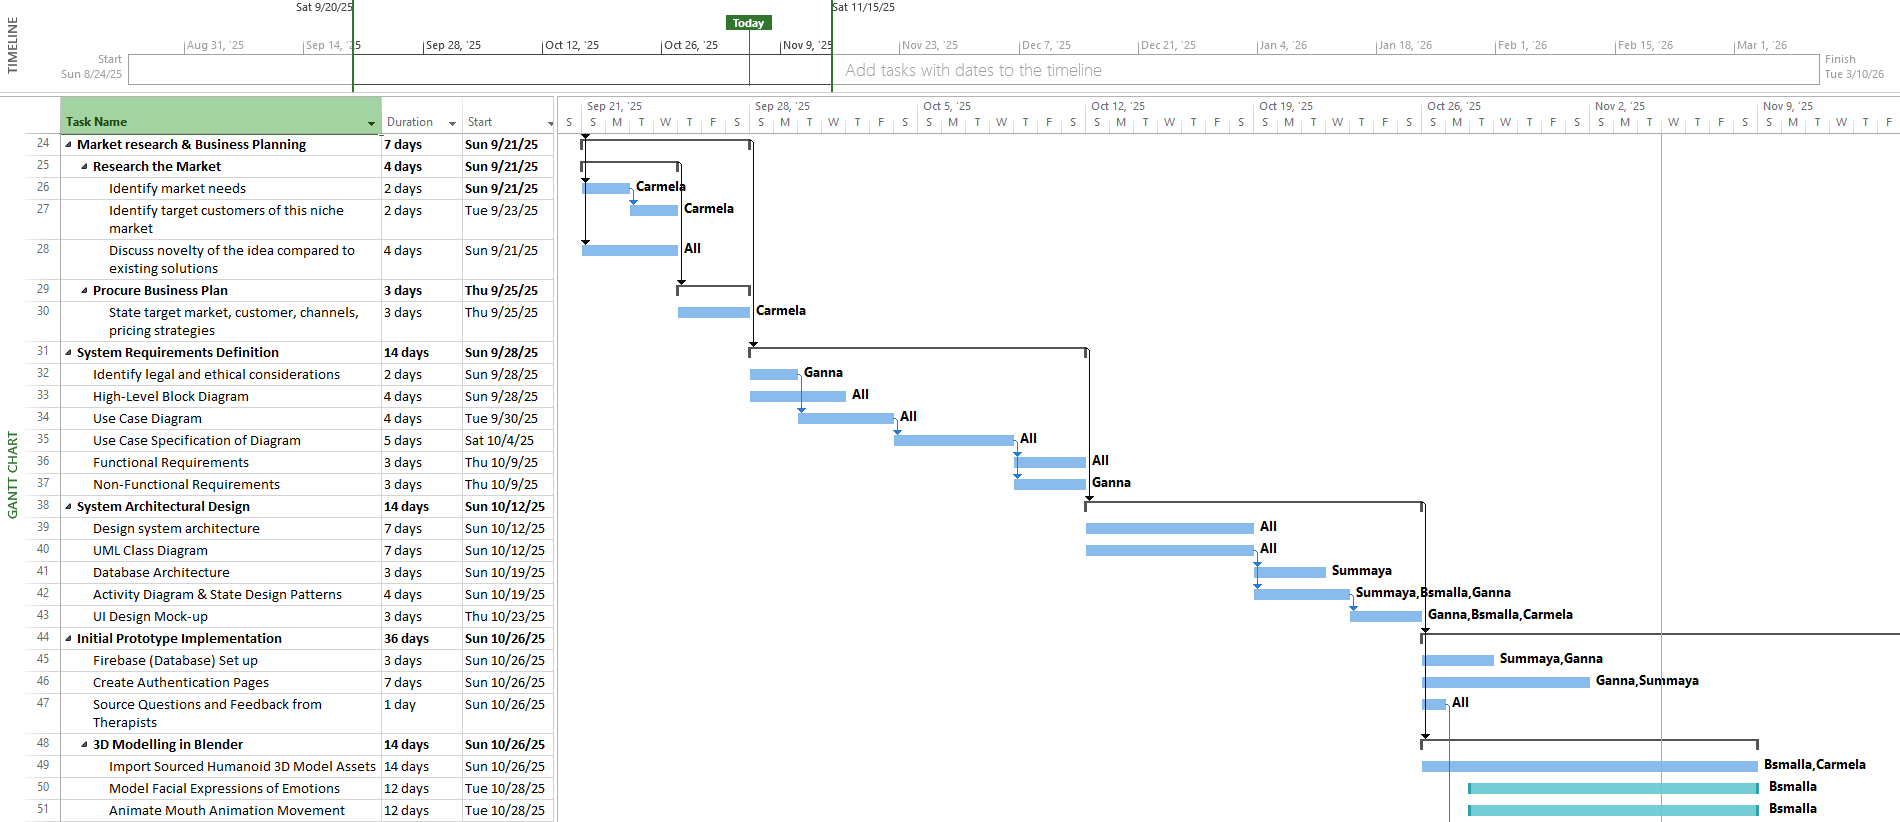 TIMELINE
Sat 9/20/25
Sat 11/15/25
Today
Aug 31, '25
Sep 14, '25
Sep 28, '25
Oct 12, '25
Oct 26, '25
Nov 9, '25
Nov 23, '25
Dec 7, '25
Dec 21, '25
Jan 4, '26
Jan 18, '26
Feb 1, '26
Feb 15, '26
Mar 1, '26
Start
Sun 8/24/25
Add tasks with dates to the timeline
Finish
Tue 3/10/26
GANTT CHART
Task Name Duration Start
Sep 21, '25 Sep 28, '25 Oct 5, '25 Oct 12, '25 Oct 19, '25 Oct 26, '25 Nov 2, '25 Nov 9, '25
S S M T W T F S S M T W T F S S M T W T F S S M T W T F S S M T W T F S S M T W T F S S M T W T F S S M T W T F
24 Market research & Business Planning 7 days Sun 9/21/25
25 Research the Market 4 days Sun 9/21/25
26 Identify market needs 2 days Sun 9/21/25 Carmela
27 Identify target customers of this niche 2 days Tue 9/23/25 Carmela
market
28 Discuss novelty of the idea compared to 4 days Sun 9/21/25 All
existing solutions
29 Procure Business Plan 3 days Thu 9/25/25
30 State target market, customer, channels, 3 days Thu 9/25/25 Carmela
pricing strategies
31 System Requirements Definition 14 days Sun 9/28/25
32 Identify legal and ethical considerations 2 days Sun 9/28/25 Ganna
33 High-Level Block Diagram 4 days Sun 9/28/25 All
34 Use Case Diagram 4 days Tue 9/30/25 All
35 Use Case Specification of Diagram 5 days Sat 10/4/25 All
36 Functional Requirements 3 days Thu 10/9/25 All
37 Non-Functional Requirements 3 days Thu 10/9/25 Ganna
38 System Architectural Design 14 days Sun 10/12/25
39 Design system architecture 7 days Sun 10/12/25 All
40 UML Class Diagram 7 days Sun 10/12/25 All
41 Database Architecture 3 days Sun 10/19/25 Summaya
42 Activity Diagram & State Design Patterns 4 days Sun 10/19/25 Summaya,Bsmalla,Ganna
43 UI Design Mock-up 3 days Thu 10/23/25 Ganna,Bsmalla,Carmela
44 Initial Prototype Implementation 36 days Sun 10/26/25
45 Firebase (Database) Set up 3 days Sun 10/26/25 Summaya,Ganna
46 Create Authentication Pages 7 days Sun 10/26/25 Ganna,Summaya
47 Source Questions and Feedback from 1 day Sun 10/26/25 All
Therapists
48 3D Modelling in Blender 14 days Sun 10/26/25
49 Import Sourced Humanoid 3D Model Assets 14 days Sun 10/26/25 Bsmalla,Carmela
50 Model Facial Expressions of Emotions 12 days Tue 10/28/25 Bsmalla
51 Animate Mouth Animation Movement 12 days Tue 10/28/25 Bsmalla